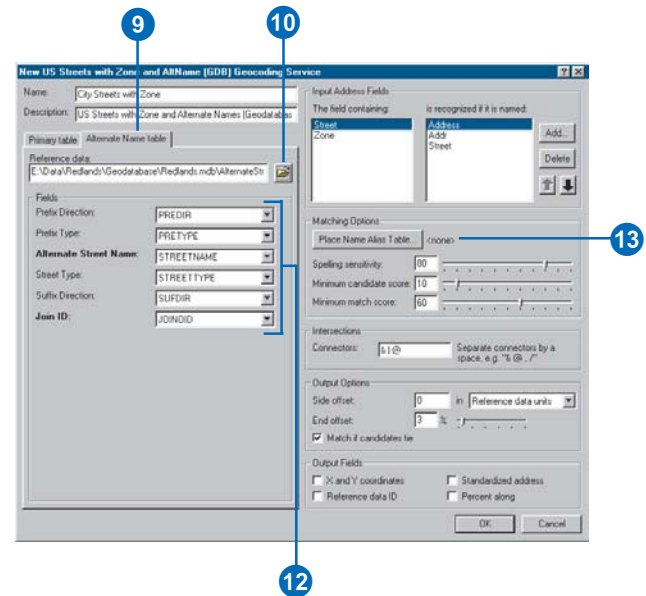 9
10
New US Streets with Zone and AltName (GDB) Geocoding Service
Name: City Streets with Zone
Description: US Streets with Zone and Alternate Names (Geodatabas
Primary table
Alternate Name table
Reference data:
E:\Data\Redlands\Geodatabase\Redlands.mdb\AlternateStr
Fields
Prefix Direction: PREDIR
Prefix Type: PRETYPE
Alternate Street Name: STREETNAME
Street Type: STREETTYPE
Suffix Direction: SUFDIR
Join ID: JOINOID
Input Address Fields
The field containing:
is recognized if it is named:
Street
Zone
Address
Addr
Street
Add...
Delete
Matching Options
Place Name Alias Table... <none>
13
Spelling sensitivity: 80
Minimum candidate score: 10
Minimum match score: 60
Intersections
Connectors: & | @
Separate connectors by a
space, e.g. "% @ , /"
Output Options
Side offset: 0 in Reference data units
End offset: 3 %
Match if candidates tie
Output Fields
X and Y coordinates
Standardized address
Reference data ID
Percent along
OK
Cancel
12